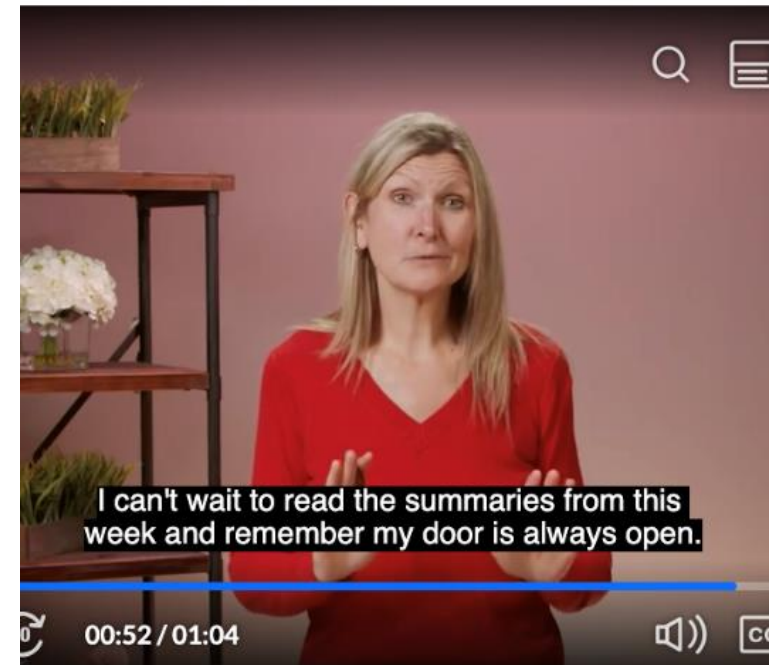 I can't wait to read the summaries from this
week and remember my door is always open.
00:52 / 01:04